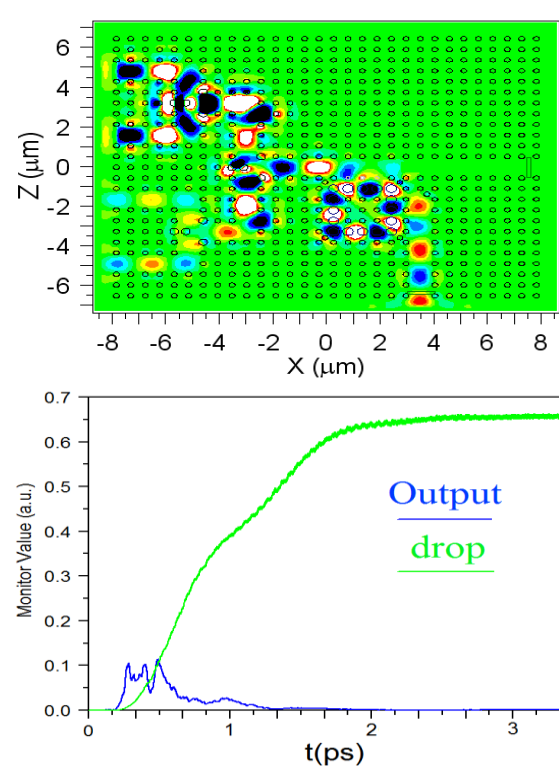 6
4
2
0
-2
-4
-6
Z (μm)
-8 -6 -4 -2 0 2 4 6 8
X (μm)
0.7
0.6
0.5
0.4
0.3
0.2
0.1
0.0
Monitor Value (a.u.)
Output
drop
0 1 2 3
t(ps)